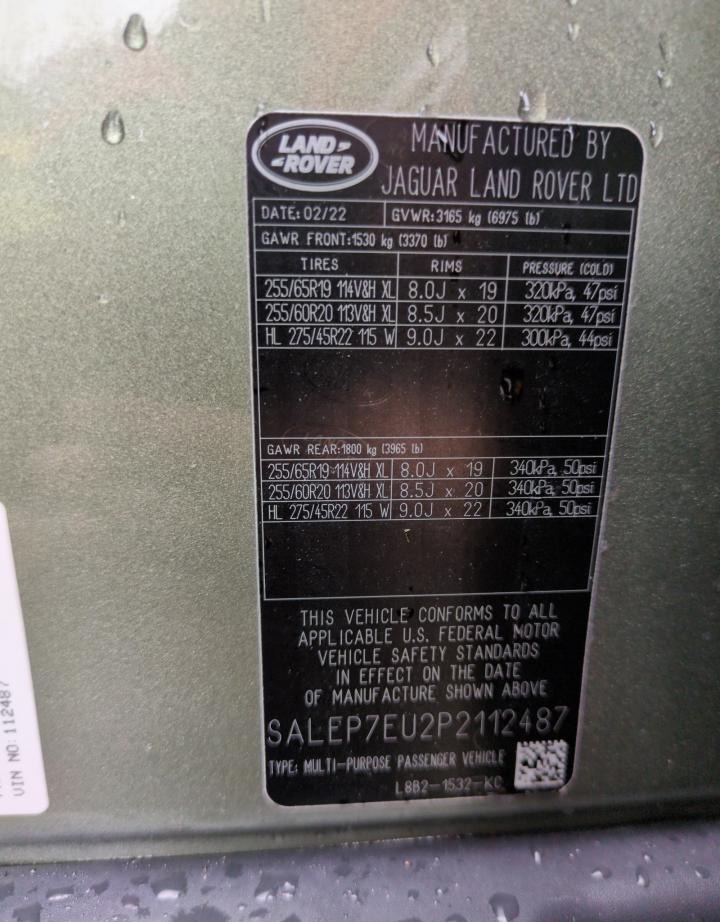 LAND ROVER
MANUFACTURED BY
JAGUAR LAND ROVER LTD
DATE: 02/22 GVWR: 3165 kg (6975 lb)
GAWR FRONT: 1530 kg (3370 lb)
TIRES RIMS PRESSURE (COLD)
255/65R19 114V&H XL 8.0J x 19 320kPa, 47psi
255/60R20 113V&H XL 8.5J x 20 320kPa, 47psi
HL 275/45R22 115 W 9.0J x 22 300kPa, 44psi
GAWR REAR: 1800 kg (3965 lb)
255/65R19 114V&H XL 8.0J x 19 340kPa, 50psi
255/60R20 113V&H XL 8.5J x 20 340kPa, 50psi
HL 275/45R22 115 W 9.0J x 22 340kPa, 50psi
THIS VEHICLE CONFORMS TO ALL
APPLICABLE U.S. FEDERAL MOTOR
VEHICLE SAFETY STANDARDS
IN EFFECT ON THE DATE
OF MANUFACTURE SHOWN ABOVE
SALEP7EU2P2112487
TYPE: MULTI-PURPOSE PASSENGER VEHICLE
L8B2-1532-KC
VIN NO: 112487